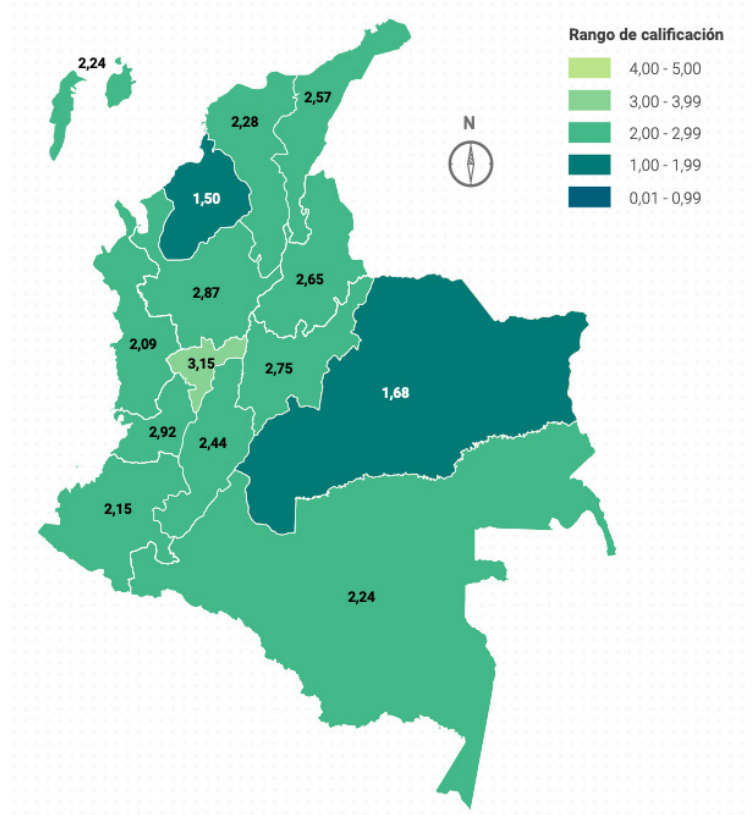 Rango de calificación
4,00 - 5,00
3,00 - 3,99
2,00 - 2,99
1,00 - 1,99
0,01 - 0,99
N
2,24
2,57
2,28
1,50
2,65
2,87
2,09
3,15
2,75
1,68
2,92
2,44
2,15
2,24